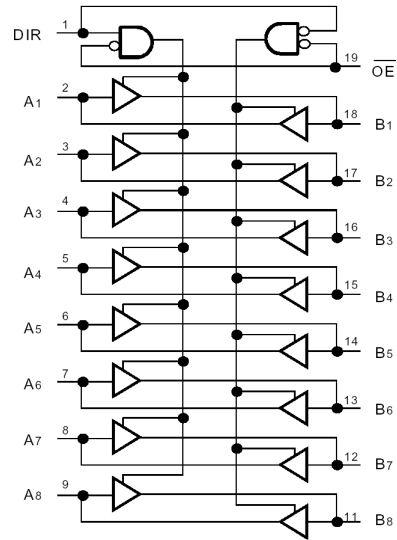 DIR 1
19 OE
A1 2
18 B1
A2 3
17 B2
A3 4
16 B3
A4 5
15 B4
A5 6
14 B5
A6 7
13 B6
A7 8
12 B7
A8 9
11 B8